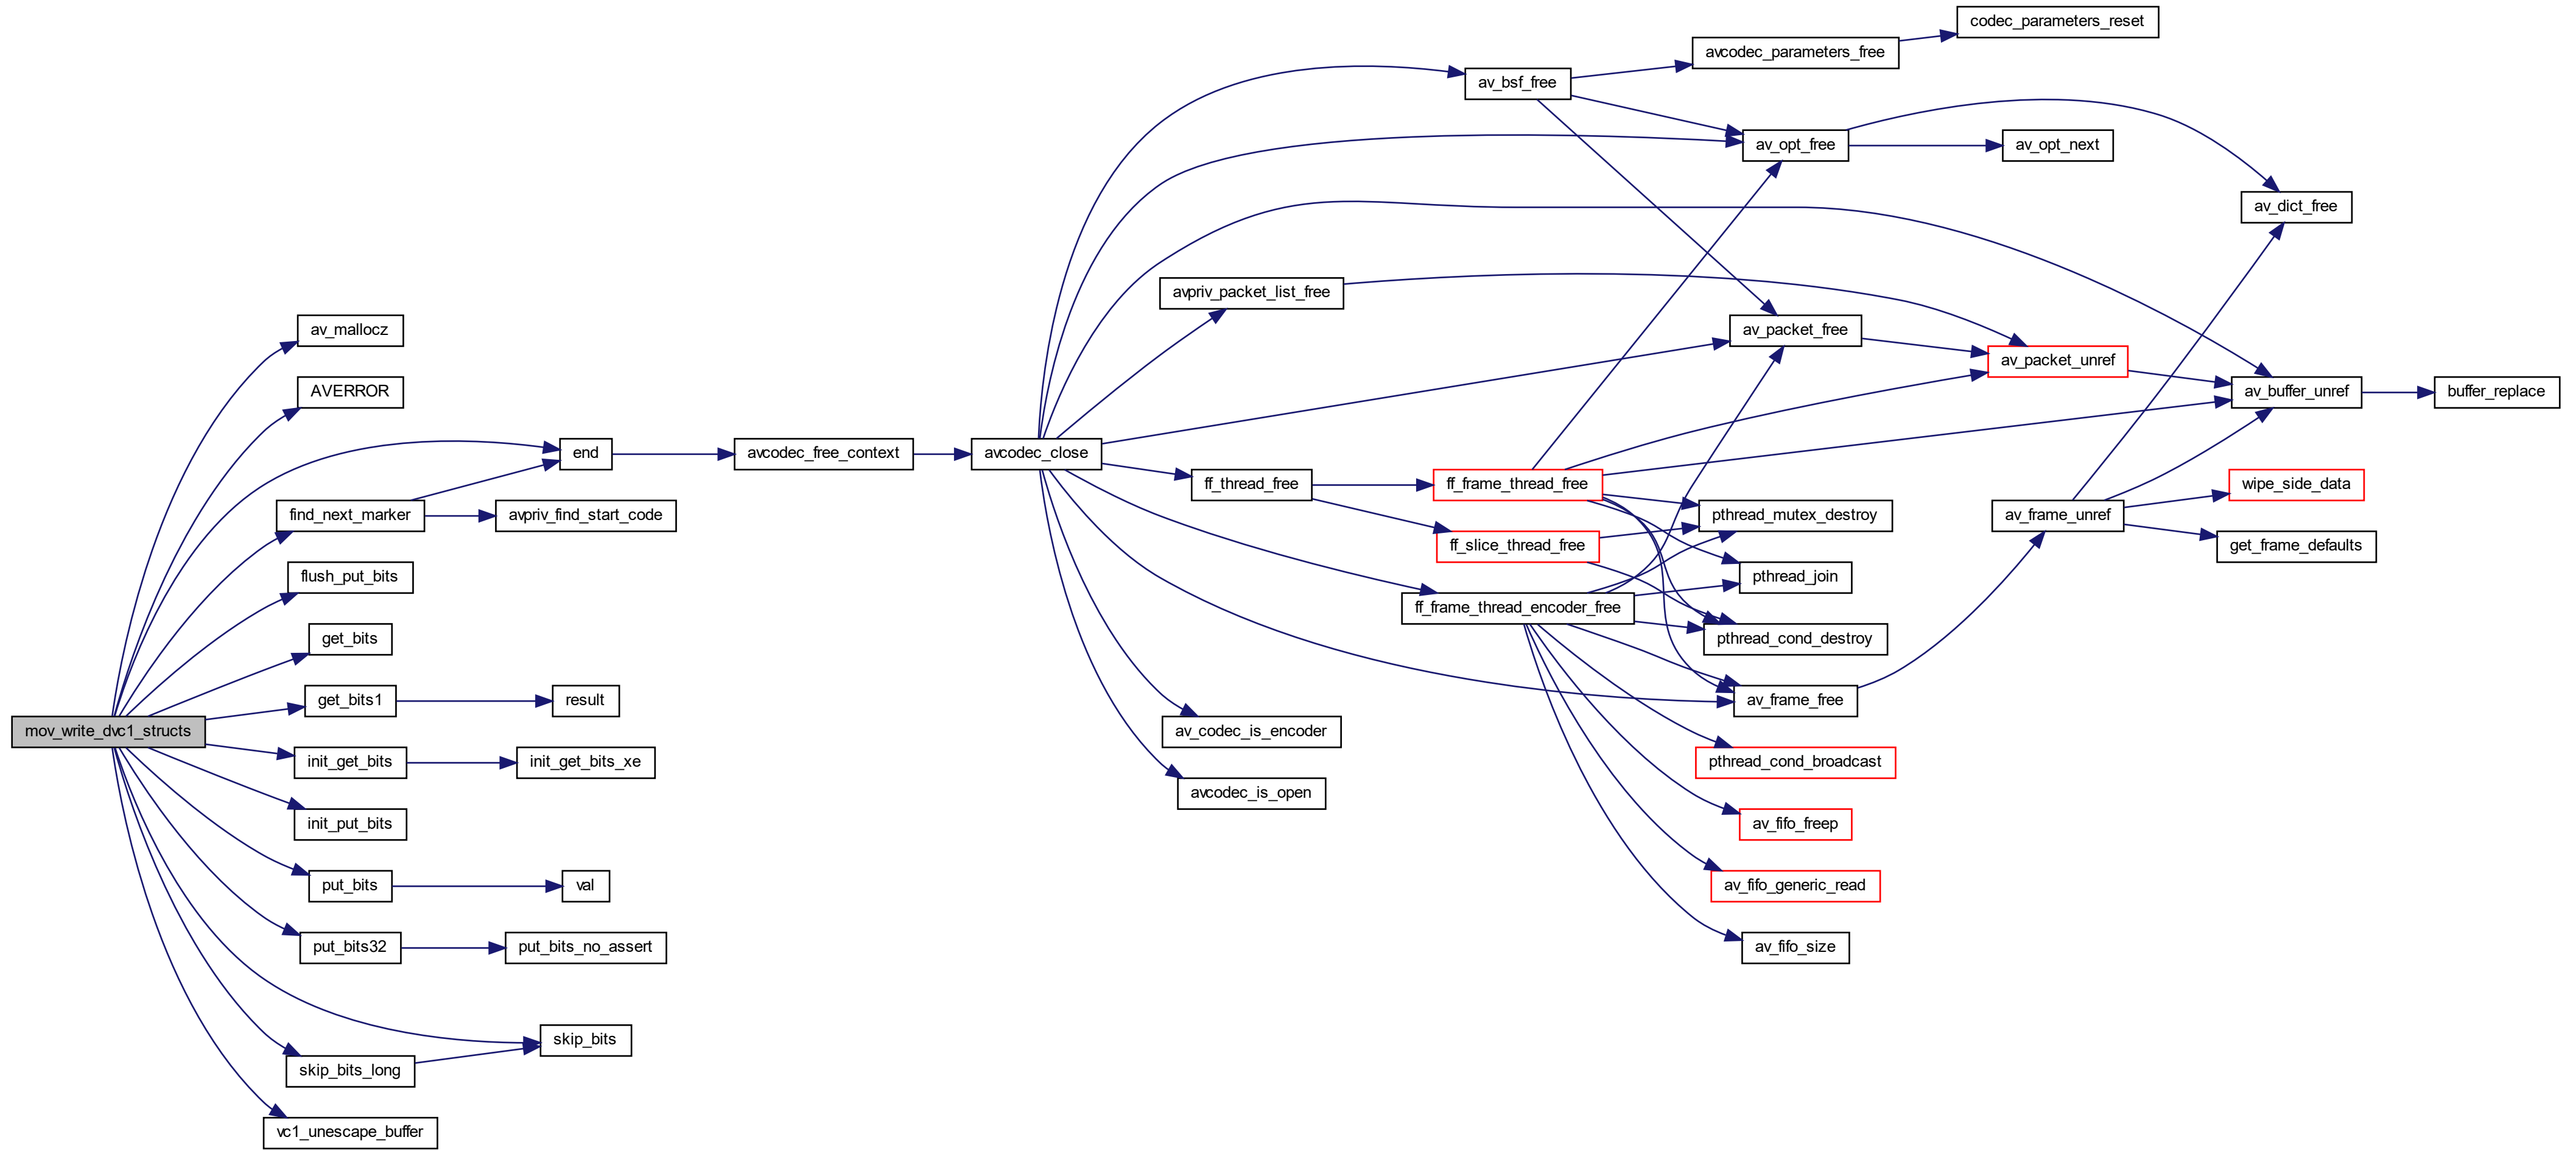 mov_write_dvc1_structs
av_mallocz
AVERROR
end
find_next_marker
flush_put_bits
get_bits
get_bits1
init_get_bits
init_put_bits
put_bits
put_bits32
skip_bits
skip_bits_long
vc1_unescape_buffer
avcodec_free_context
avpriv_find_start_code
result
init_get_bits_xe
val
put_bits_no_assert
avcodec_close
av_bsf_free
avpriv_packet_list_free
ff_thread_free
ff_frame_thread_free
ff_slice_thread_free
ff_frame_thread_encoder_free
av_codec_is_encoder
avcodec_is_open
avcodec_parameters_free
codec_parameters_reset
av_opt_free
av_opt_next
av_dict_free
av_packet_free
av_packet_unref
av_buffer_unref
buffer_replace
pthread_mutex_destroy
pthread_join
pthread_cond_destroy
av_frame_free
av_frame_unref
wipe_side_data
get_frame_defaults
pthread_cond_broadcast
av_fifo_freep
av_fifo_generic_read
av_fifo_size